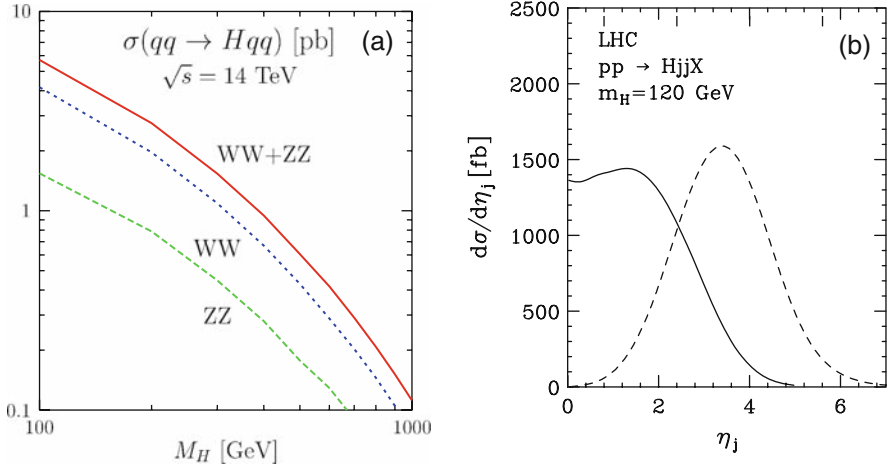 σ(qq → Hqq) [pb]
(a)
√s = 14 TeV
WW+ZZ
WW
ZZ
10
1
0.1
100
1000
M_H [GeV]
(b)
LHC
pp → HjjX
m_H=120 GeV
dσ/dη_j [fb]
2500
2000
1500
1000
500
0
0
2
4
6
η_j